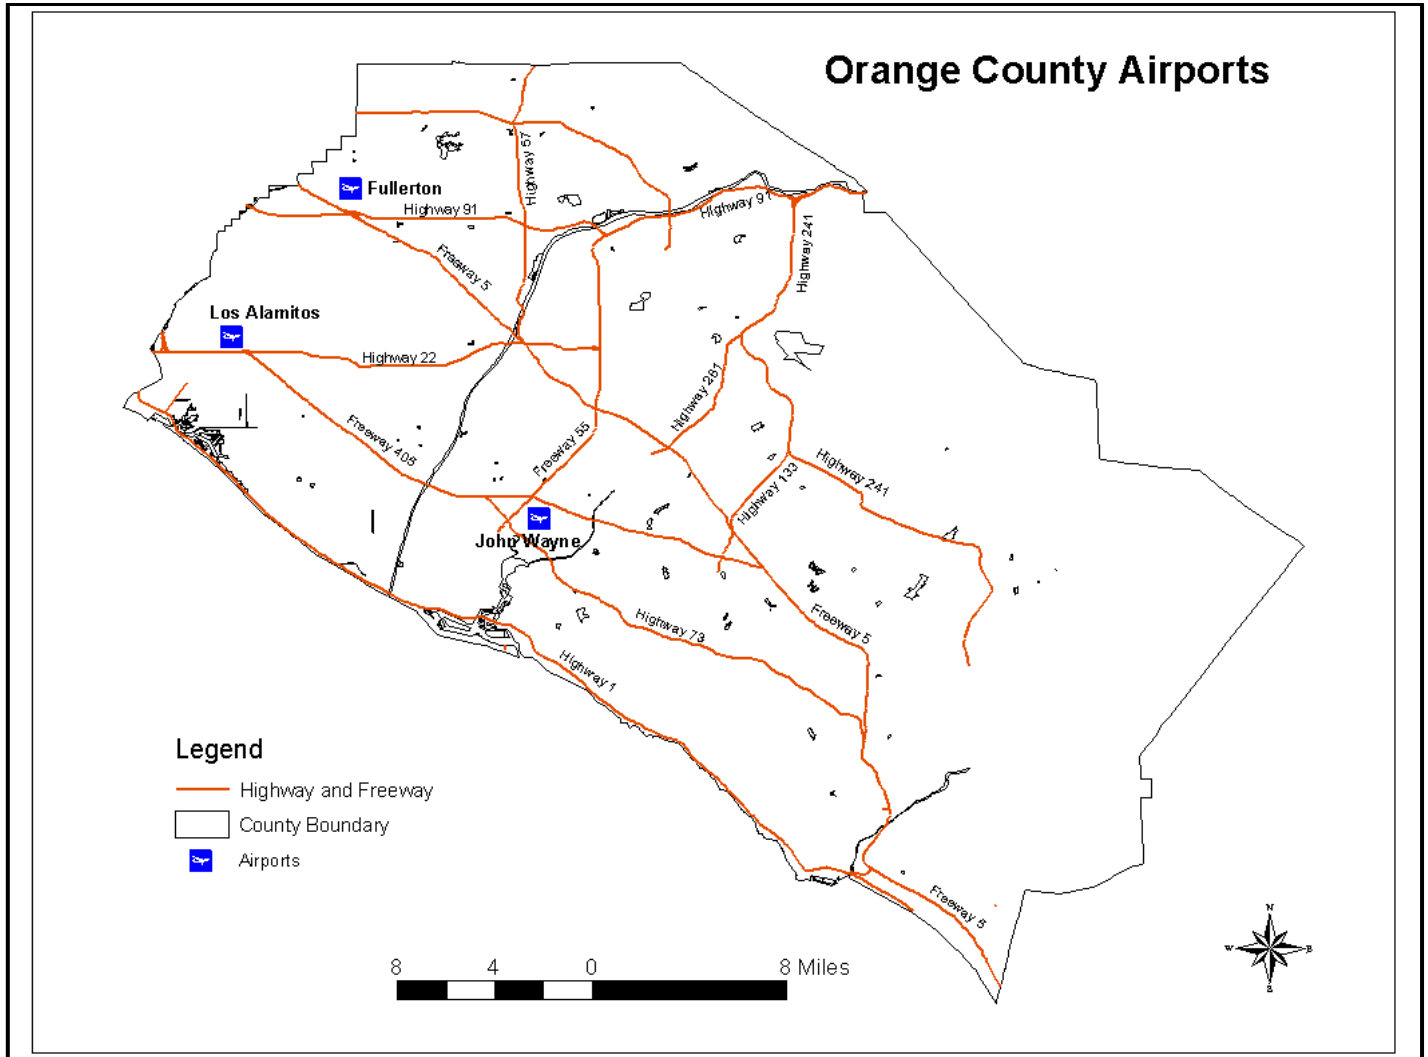 Orange County Airports
Highway 57
Fullerton
Highway 91
Highway 91
Highway 241
Freeway 5
Los Alamitos
Highway 22
Highway 261
Freeway 405
Freeway 55
Highway 241
Highway 133
John Wayne
Freeway 5
Highway 73
Highway 1
Legend
Highway and Freeway
County Boundary
Airports
Freeway 5
N
W E
S
8 4 0 8 Miles